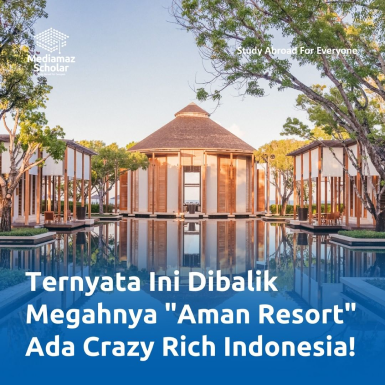 Mediamaz
Scholar
Study Abroad For Everyone
Ternyata Ini Dibalik
Megahnya "Aman Resort"
Ada Crazy Rich Indonesia!